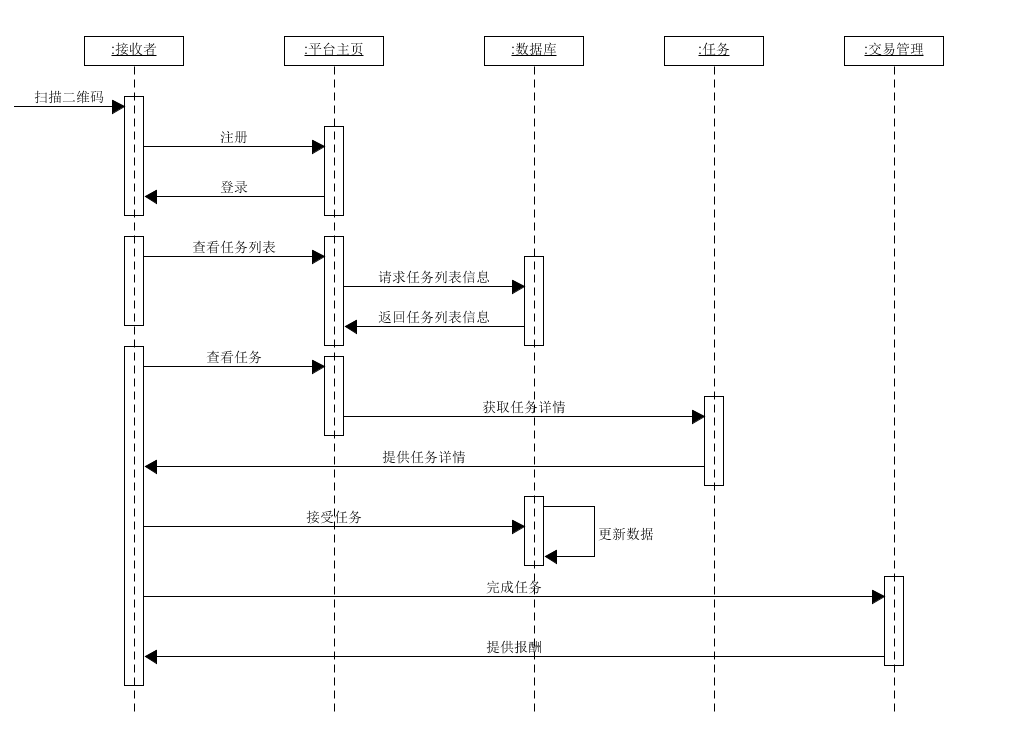 :接收者
:平台主页
:数据库
:任务
:交易管理
扫描二维码
注册
登录
查看任务列表
请求任务列表信息
返回任务列表信息
查看任务
获取任务详情
提供任务详情
接受任务
更新数据
完成任务
提供报酬